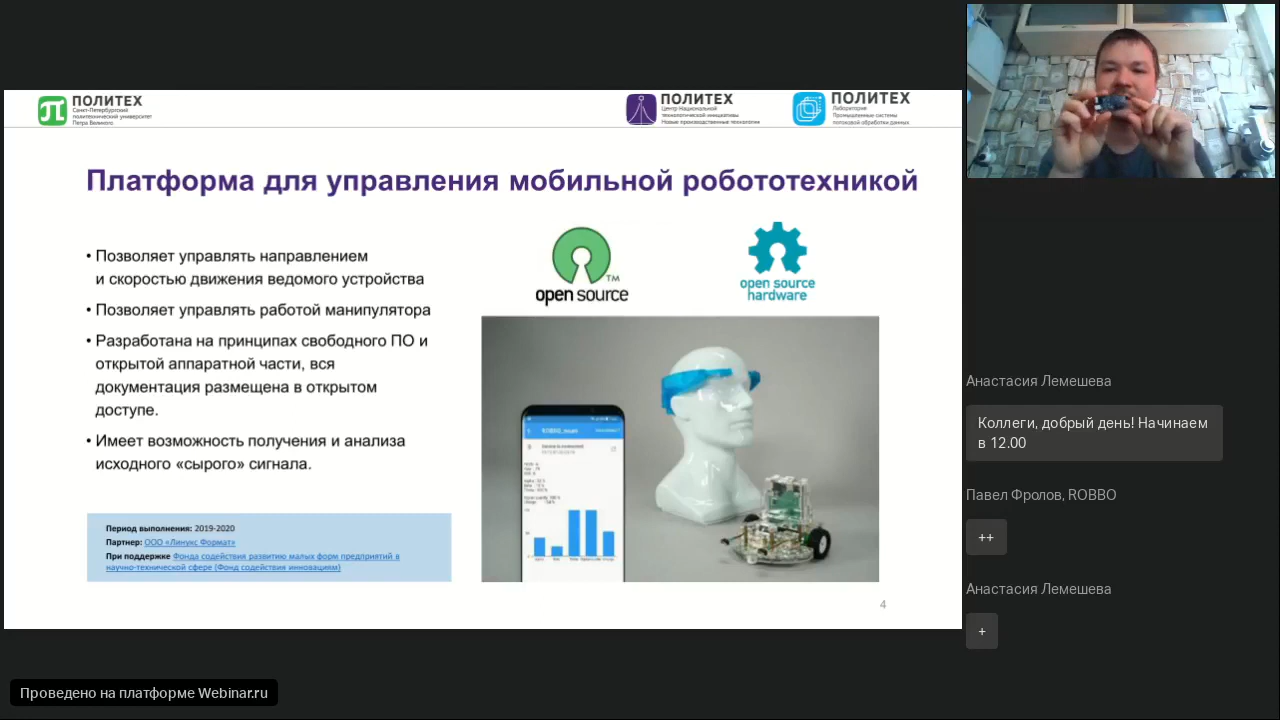 ПОЛИТЕХ
Санкт-Петербургский
политехнический университет
Петра Великого
ПОЛИТЕХ
Центр Национальной
технологической инициативы
Новые производственные технологии
ПОЛИТЕХ
Лаборатория
Промышленные системы
потоковой обработки данных
Платформа для управления мобильной робототехникой
• Позволяет управлять направлением
и скоростью движения ведомого устройства
• Позволяет управлять работой манипулятора
• Разработана на принципах свободного ПО и
открытой аппаратной части, вся
документация размещена в открытом
доступе.
• Имеет возможность получения и анализа
исходного «сырого» сигнала.
Период выполнения: 2019-2020
Партнер: ООО «Линукс Формат»
При поддержке Фонда содействия развитию малых форм предприятий в
научно-технической сфере (Фонд содействия инновациям)
open source
TM
open source
hardware
4
Анастасия Лемешева
Коллеги, добрый день! Начинаем
в 12.00
Павел Фролов, ROBBO
++
Анастасия Лемешева
+
Проведено на платформе Webinar.ru